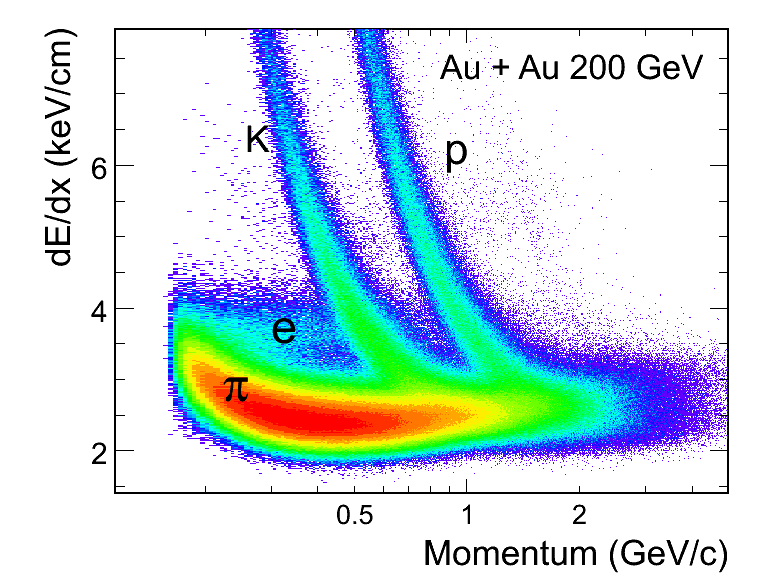 dE/dx (keV/cm)
Au + Au 200 GeV
K
p
6
4
e
π
2
0.5
1
2
Momentum (GeV/c)